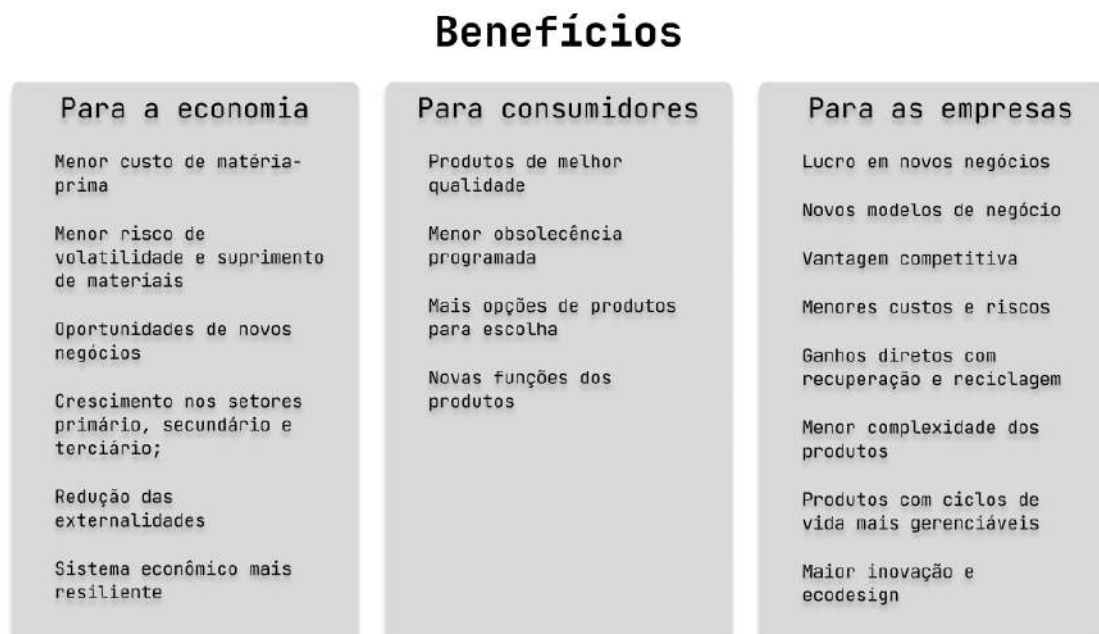 Benefícios
Para a economia
Menor custo de matéria-
prima
Menor risco de
volatilidade e suprimento
de materiais
Oportunidades de novos
negócios
Crescimento nos setores
primário, secundário e
terciário;
Redução das
externalidades
Sistema econômico mais
resiliente
Para consumidores
Produtos de melhor
qualidade
Menor obsolecência
programada
Mais opções de produtos
para escolha
Novas funções dos
produtos
Para as empresas
Lucro em novos negócios
Novos modelos de negócio
Vantagem competitiva
Menores custos e riscos
Ganhos diretos com
recuperação e reciclagem
Menor complexidade dos
produtos
Produtos com ciclos de
vida mais gerenciáveis
Maior inovação e
ecodesign